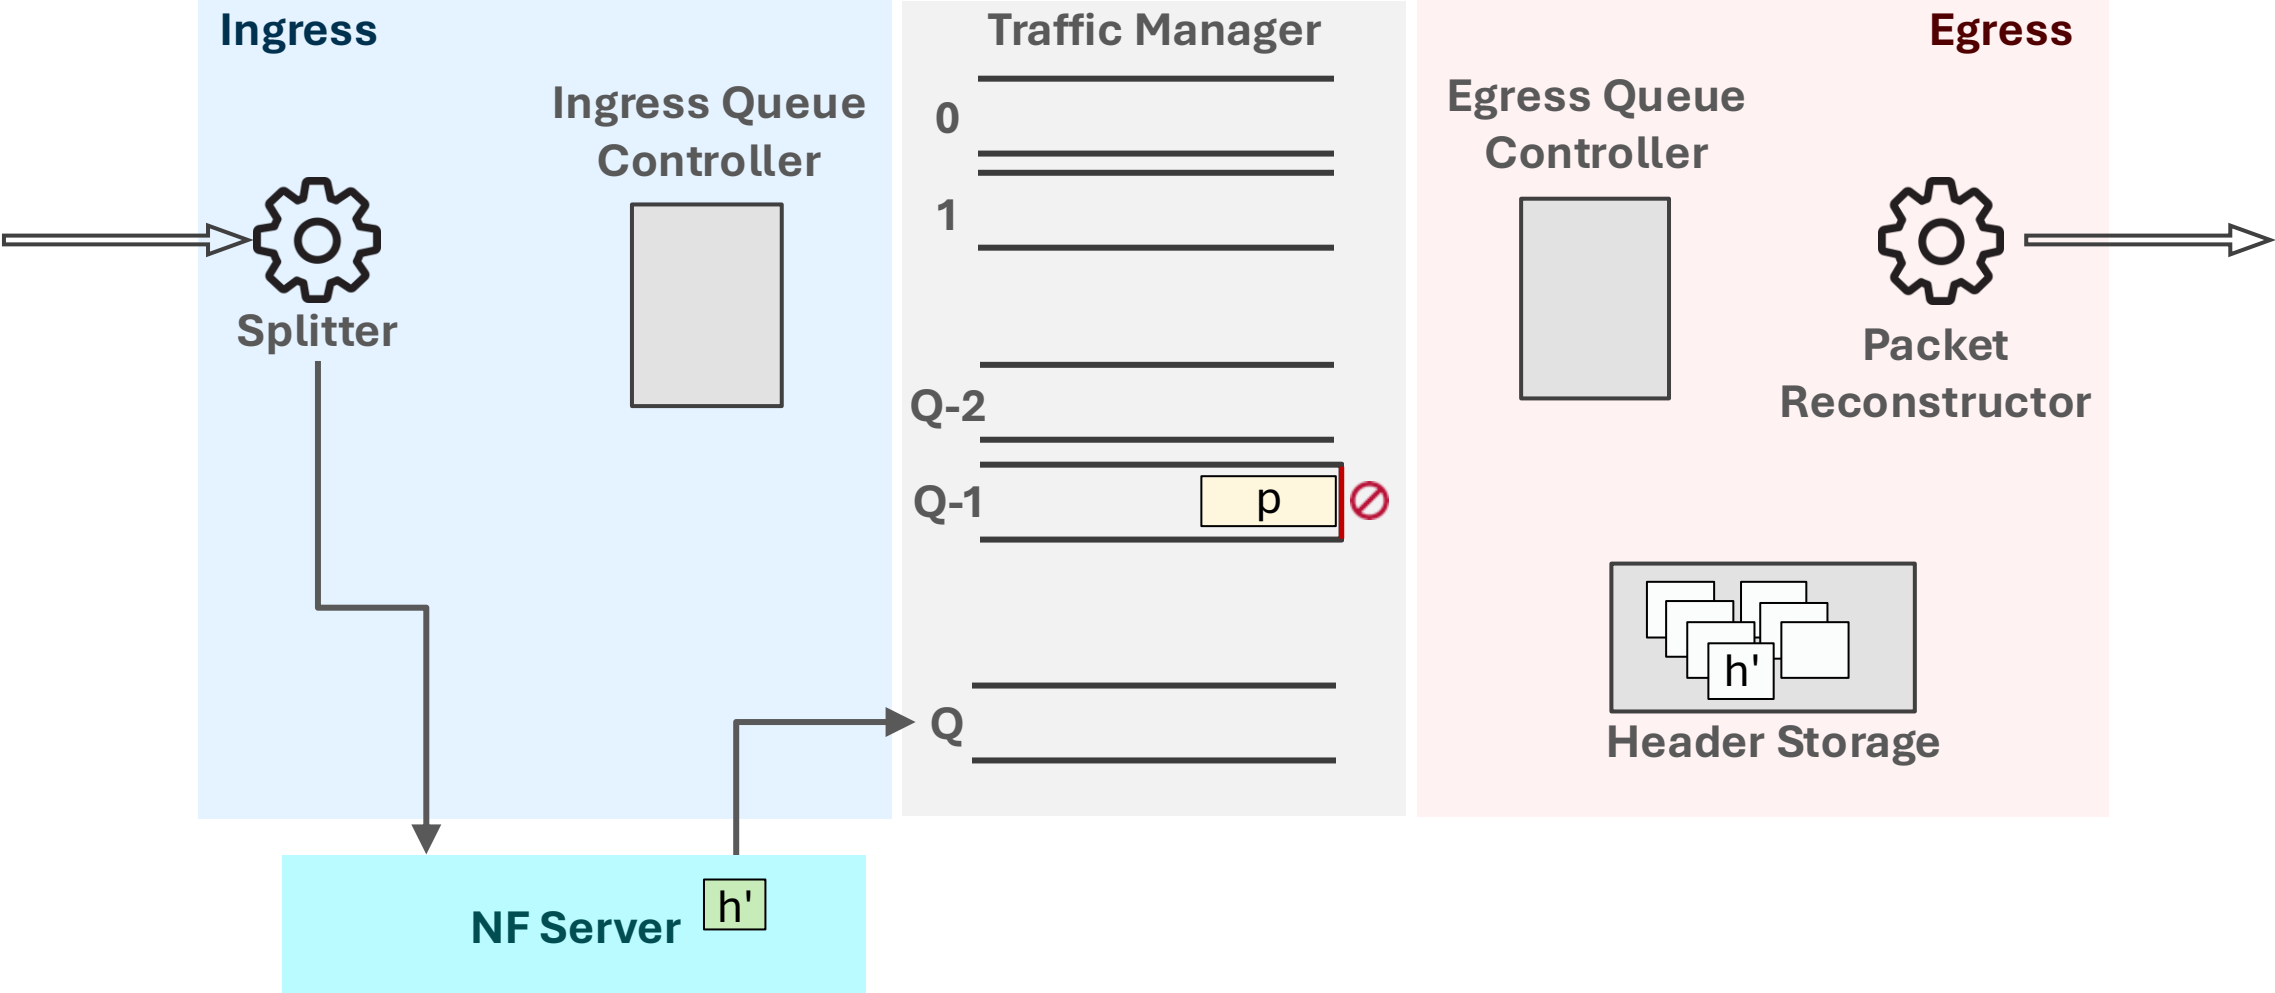 Ingress
Traffic Manager
Egress
Ingress Queue
Controller
0
Egress Queue
Controller
1
Splitter
Packet
Reconstructor
Q-2
Q-1
p
h'
Q
Header Storage
NF Server
h'